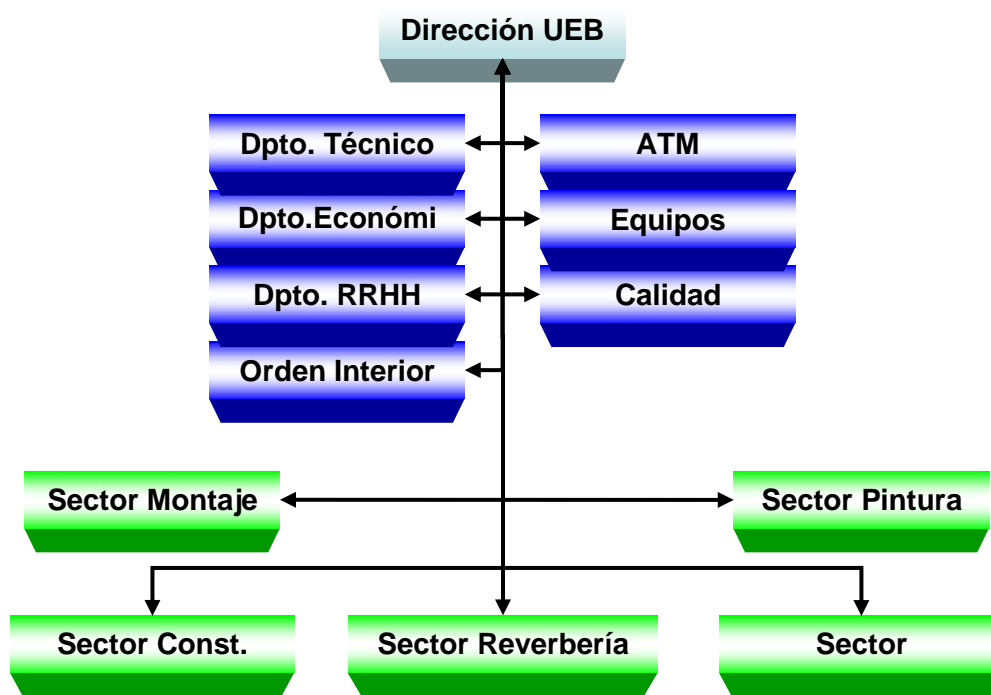 Dirección UEB
Dpto. Técnico
ATM
Dpto.Económi
Equipos
Dpto. RRHH
Calidad
Orden Interior
Sector Montaje
Sector Pintura
Sector Const.
Sector Reverbería
Sector